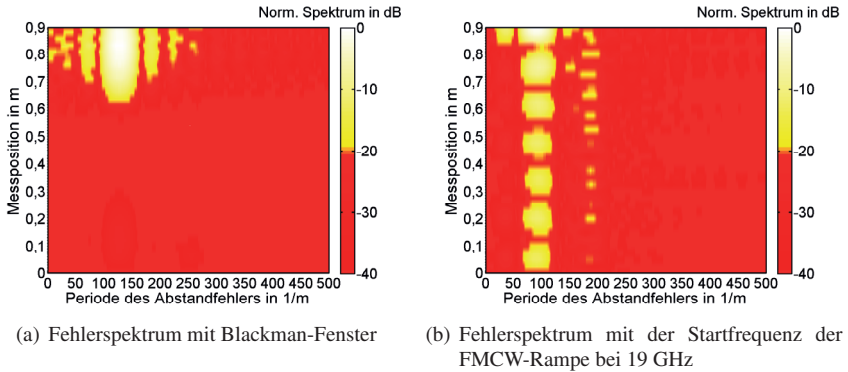 Norm. Spektrum in dB
Messposition in m
0,9
0,8
0,7
0,6
0,5
0,4
0,3
0,2
0,1
0
0 50 100 150 200 250 300 350 400 450 500
Periode des Abstandfehlers in 1/m
0
-10
-20
-30
-40
(a) Fehlerspektrum mit Blackman-Fenster
Norm. Spektrum in dB
Messposition in m
0,9
0,8
0,7
0,6
0,5
0,4
0,3
0,2
0,1
0
0 50 100 150 200 250 300 350 400 450 500
Periode des Abstandfehlers in 1/m
0
-10
-20
-30
-40
(b) Fehlerspektrum mit der Startfrequenz der
FMCW-Rampe bei 19 GHz